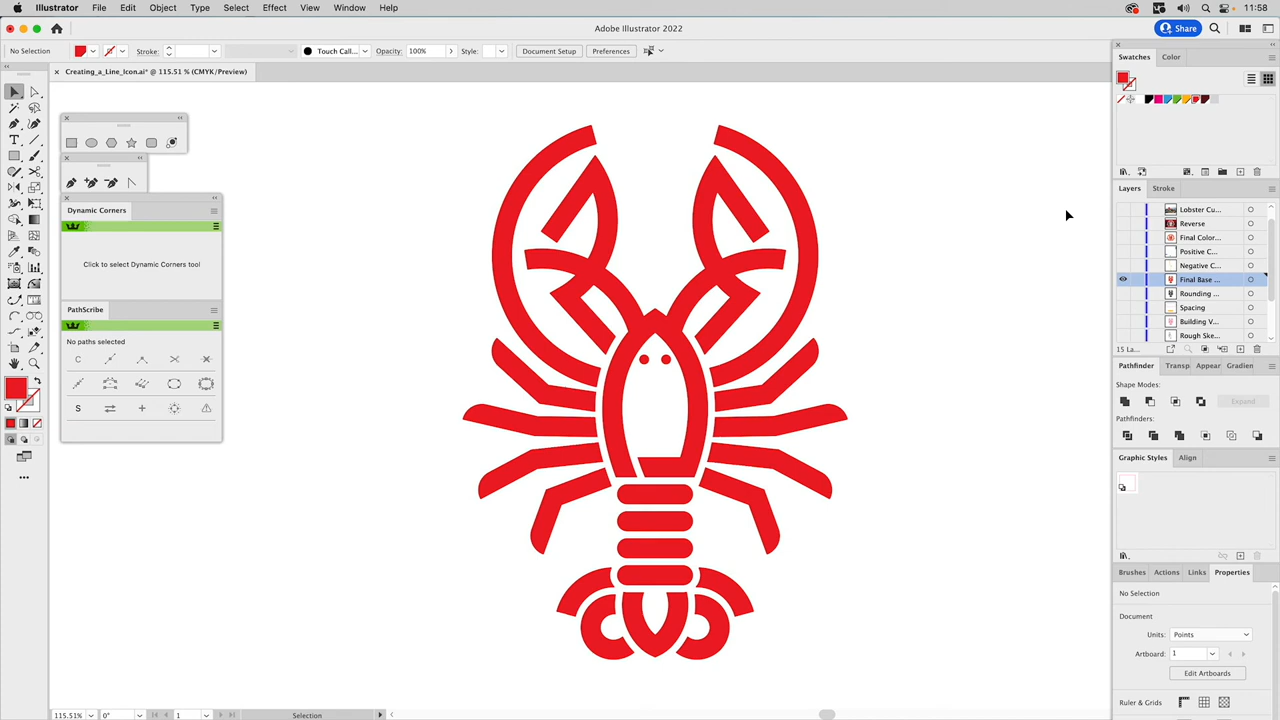 Illustrator File Edit Object Type Select Effect View Window Help 11:58
Adobe Illustrator 2022
Share
No Selection Stroke: Touch Call... Opacity: 100% Style: Document Setup Preferences
Creating_a_Line_Icon.ai* @ 115.51 % (CMYK/Preview)
Dynamic Corners
Click to select Dynamic Corners tool
PathScribe
No paths selected
C
S
115.51% 0° 1 Selection
Swatches Color
Layers Stroke
Lobster Cu...
Reverse
Final Color...
Positive C...
Negative C...
Final Base ...
Rounding ...
Spacing
Building V...
Rough Ske...
15 La...
Pathfinder Transp Appear Gradien
Shape Modes:
Expand
Pathfinders:
Graphic Styles Align
Brushes Actions Links Properties
No Selection
Document
Units: Points
Artboard: 1
Edit Artboards
Ruler & Grids